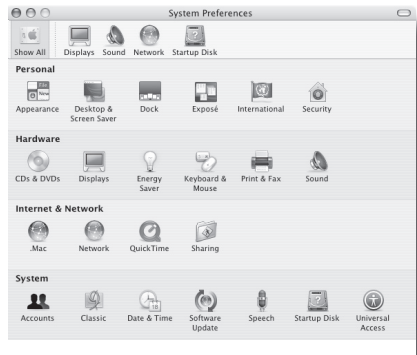 System Preferences
Show All Displays Sound Network Startup Disk
Personal
Appearance Desktop & Screen Saver Dock Exposé International Security
Hardware
CDs & DVDs Displays Energy Saver Keyboard & Mouse Print & Fax Sound
Internet & Network
.Mac Network QuickTime Sharing
System
Accounts Classic Date & Time Software Update Speech Startup Disk Universal Access